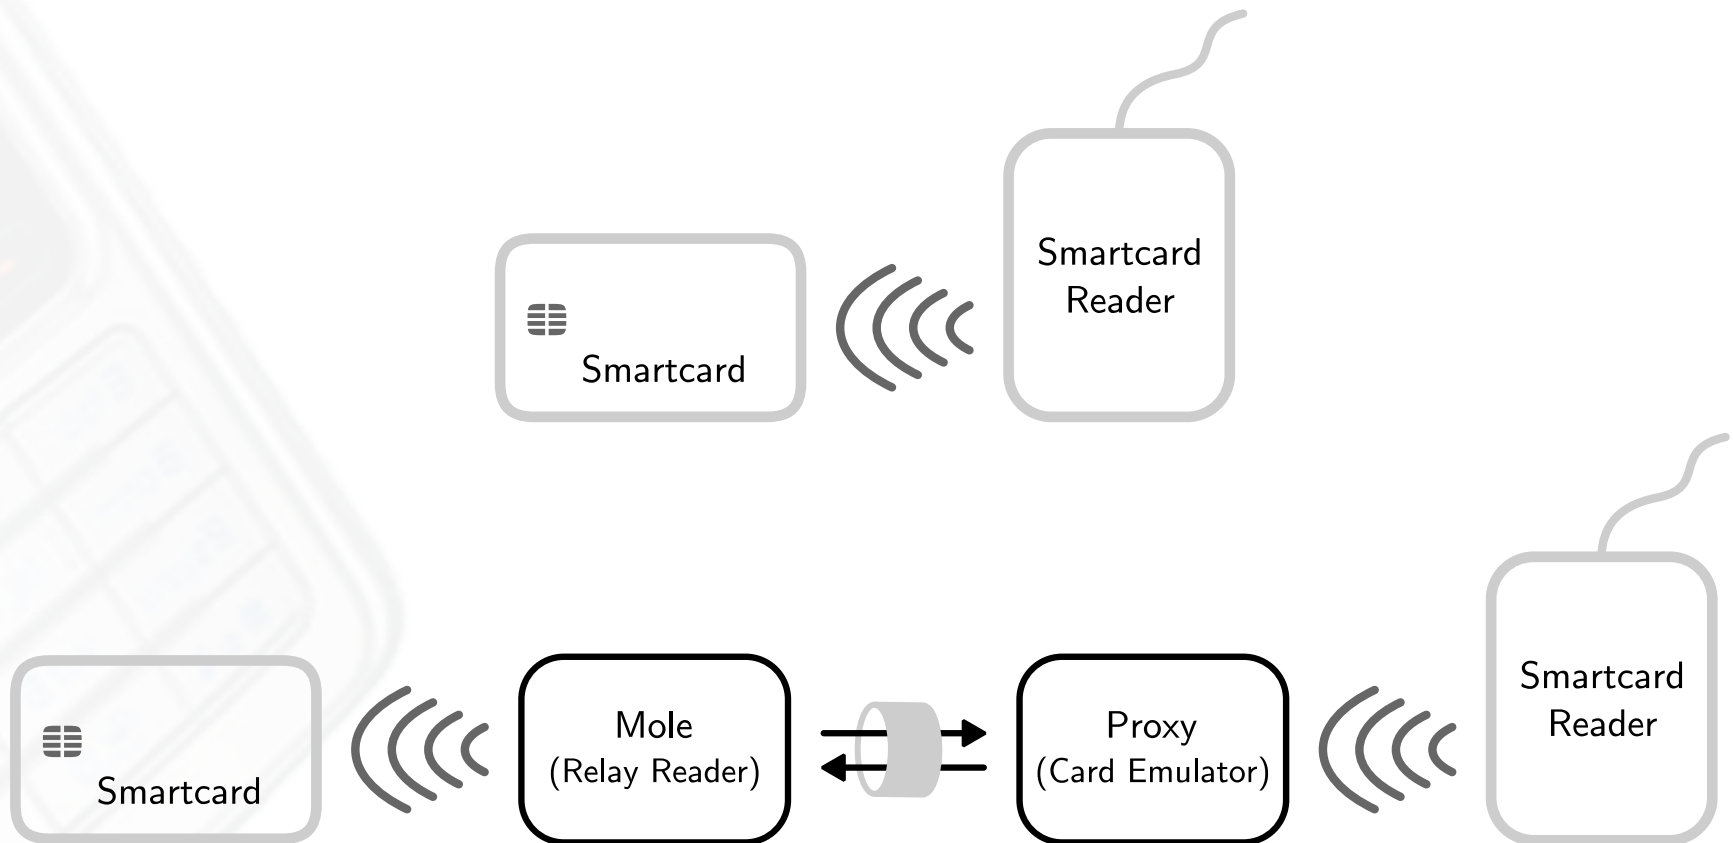 Smartcard
Reader
Smartcard
Smartcard
Reader
Mole
(Relay Reader)
Proxy
(Card Emulator)
Smartcard